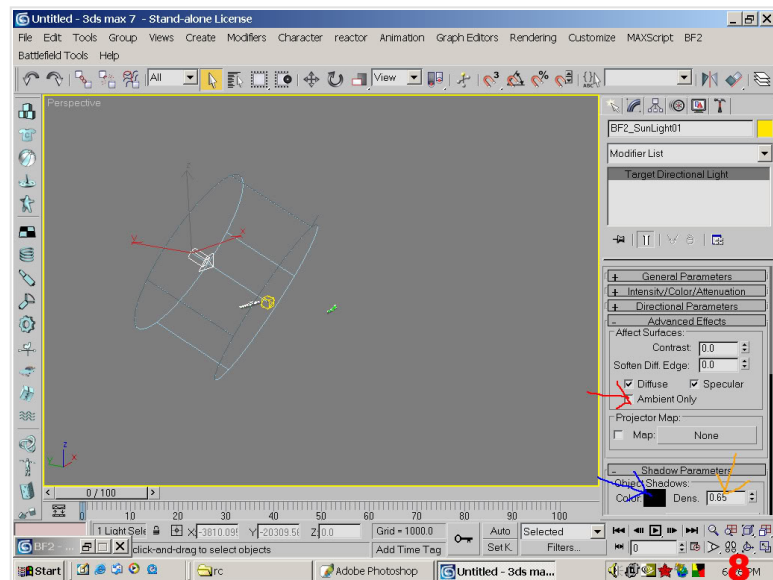 Untitled - 3ds max 7 - Stand-alone License
File Edit Tools Group Views Create Modifiers Character reactor Animation Graph Editors Rendering Customize MAXScript BF2
Battlefield Tools Help
All
View
3
ABC
Perspective
z
y
x
BF2_SunLight01
Modifier List
Target Directional Light
+ General Parameters
+ Intensity/Color/Attenuation
+ Directional Parameters
- Advanced Effects
Affect Surfaces:
Contrast: 0.0
Soften Diff. Edge: 0.0
Diffuse Specular
Ambient Only
Projector Map:
Map: None
- Shadow Parameters
Object Shadows:
Color: Dens. 0.65
z
y x
< 0 / 100 >
0 10 20 30 40 50 60 70 80 90 100
1 Light Sele X -3810.095 Y -20309.56 Z 0.0 Grid = 1000.0 Auto Selected
click-and-drag to select objects Add Time Tag Set K. Filters... 0
BF2 - ...
Start rc Adobe Photoshop Untitled - 3ds ma...
8